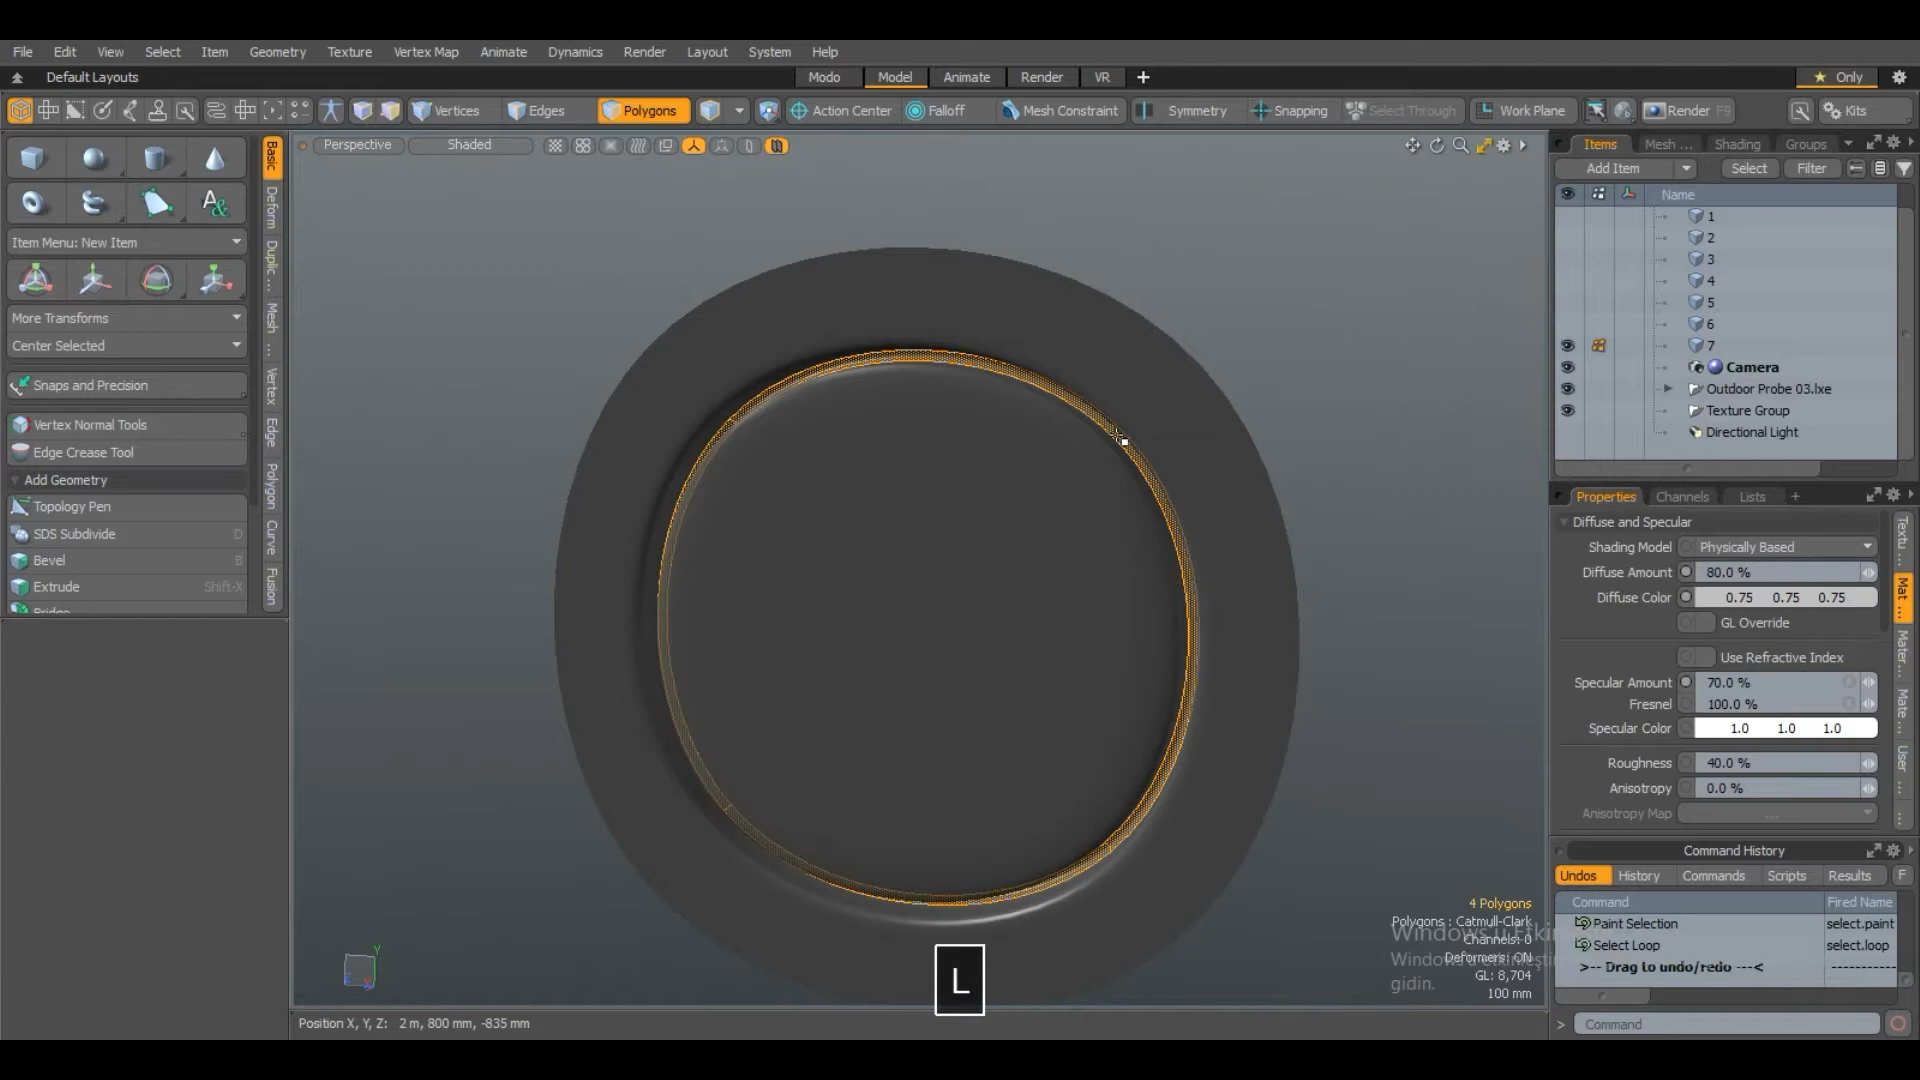 File Edit View Select Item Geometry Texture Vertex Map Animate Dynamics Render Layout System Help
Default Layouts Modo Model Animate Render VR + Only
Vertices Edges Polygons Action Center Falloff Mesh Constraint Symmetry Snapping Select Through Work Plane Render F9 Kits
Perspective Shaded
Basic
Deform
Duplic ...
Mesh ...
Vertex
Edge
Polygon
Curve
Fusion
Item Menu: New Item
More Transforms
Center Selected
Snaps and Precision
Vertex Normal Tools
Edge Crease Tool
Add Geometry
Topology Pen
SDS Subdivide D
Bevel B
Extrude Shift-X
Bridge
4 Polygons
Polygons : Catmull-Clark
Channels: 0
Deformers: ON
GL: 8,704
100 mm
gidin.
L
Position X, Y, Z: 2 m, 800 mm, -835 mm
Items Mesh ... Shading Groups
Add Item Select Filter
Name
1
2
3
4
5
6
7
Camera
Outdoor Probe 03.lxe
Texture Group
Directional Light
Properties Channels Lists +
Diffuse and Specular
Shading Model Physically Based
Diffuse Amount 80.0 %
Diffuse Color 0.75 0.75 0.75
GL Override
Use Refractive Index
Specular Amount 70.0 %
Fresnel 100.0 %
Specular Color 1.0 1.0 1.0
Roughness 40.0 %
Anisotropy 0.0 %
Anisotropy Map ...
Textu ...
Mat ...
Mater...
Mate ...
User ...
Command History
Undos History Commands Scripts Results F
Command Fired Name
Paint Selection select.paint
Select Loop select.loop
>-- Drag to undo/redo ---< -----------
> Command